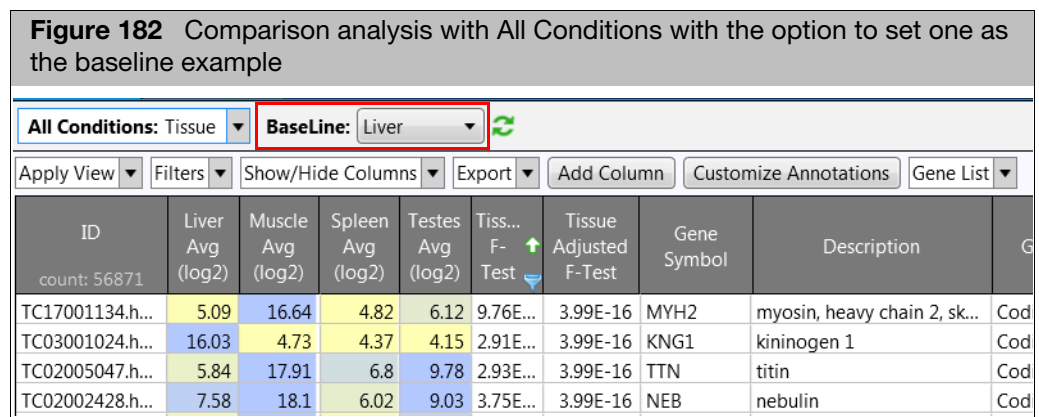 Figure 182 Comparison analysis with All Conditions with the option to set one as
the baseline example
All Conditions: Tissue BaseLine: Liver
Apply View Filters Show/Hide Columns Export Add Column Customize Annotations Gene List
ID count: 56871 Liver Avg (log2) Muscle Avg (log2) Spleen Avg (log2) Testes Avg (log2) Tiss... F-Test Tissue Adjusted F-Test Gene Symbol Description G
TC17001134.h... 5.09 16.64 4.82 6.12 9.76E... 3.99E-16 MYH2 myosin, heavy chain 2, sk... Cod
TC03001024.h... 16.03 4.73 4.37 4.15 2.91E... 3.99E-16 KNG1 kininogen 1 Cod
TC02005047.h... 5.84 17.91 6.8 9.78 2.93E... 3.99E-16 TTN titin Cod
TC02002428.h... 7.58 18.1 6.02 9.03 3.75E... 3.99E-16 NEB nebulin Cod